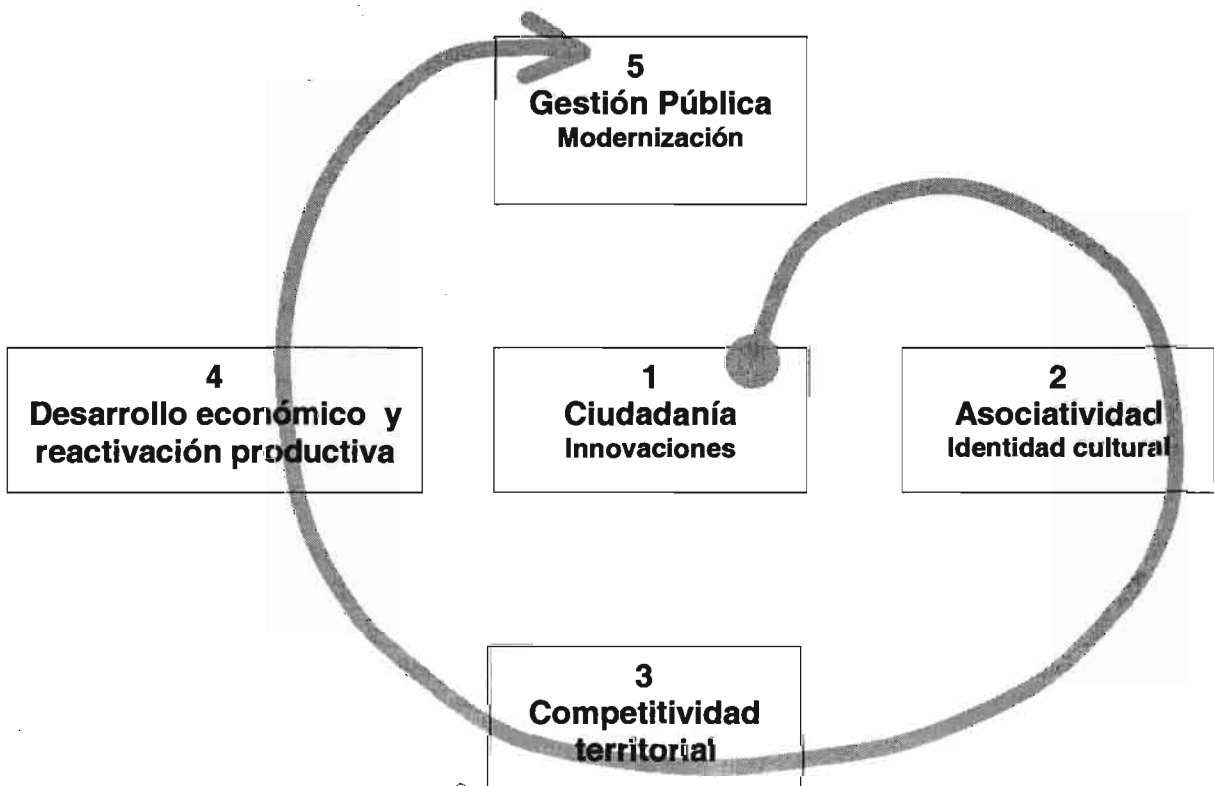 5
Gestión Pública
Modernización
4
Desarrollo económico y
reactivación productiva
1
Ciudadanía
Innovaciones
2
Asociatividad
Identidad cultural
3
Competitividad
territorial